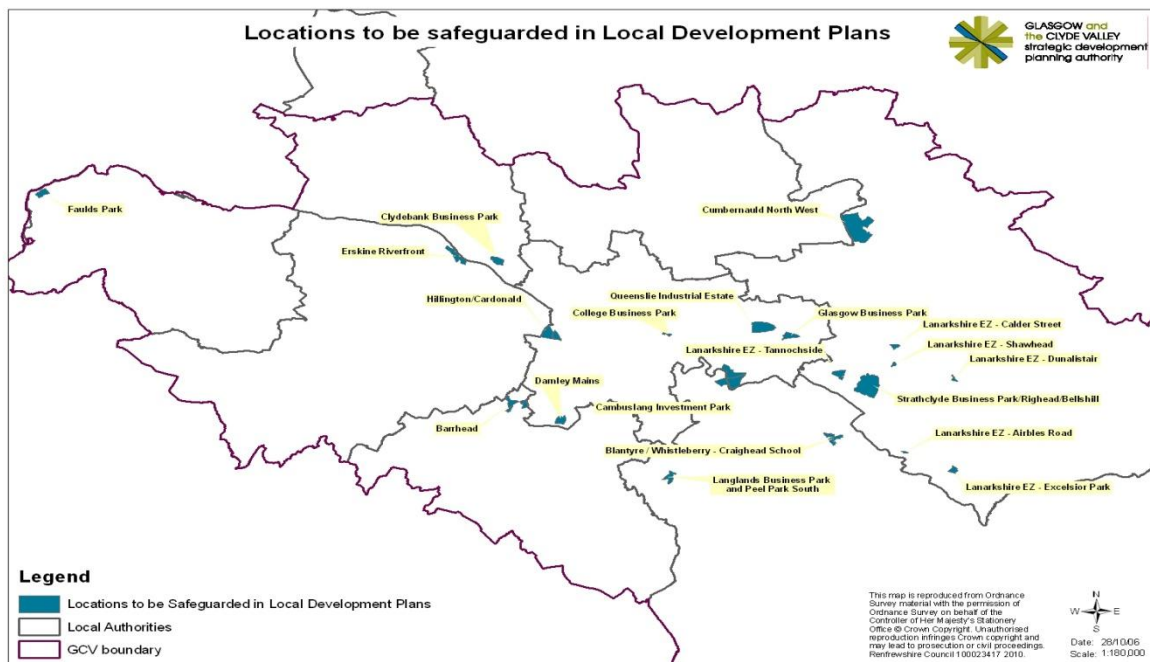 Locations to be safeguarded in Local Development Plans
GLASGOW and
the CLYDE VALLEY
strategic development
planning authority
Faulds Park
Clydebank Business Park
Erskine Riverfront
Cumbernauld North West
Hillington/Cardonald
Queenslie Industrial Estate
College Business Park
Glasgow Business Park
Lanarkshire EZ - Calder Street
Lanarkshire EZ - Shawhead
Lanarkshire EZ - Tannochside
Lanarkshire EZ - Dunalistair
Darnley Mains
Strathclyde Business Park/Righead/Bellshill
Cambuslang Investment Park
Barrhead
Lanarkshire EZ - Airbles Road
Blantyre / Whistleberry - Craighead School
Langlands Business Park
and Peel Park South
Lanarkshire EZ - Excelsior Park
Legend
Locations to be Safeguarded in Local Development Plans
Local Authorities
GCV boundary
This map is reproduced from Ordnance
Survey material with the permission of
Ordnance Survey on behalf of the
Controller of Her Majesty's Stationery
Office © Crown Copyright. Unauthorised
reproduction infringes Crown copyright and
may lead to prosecution or civil proceedings.
Renfrewshire Council 100023417 2010.
N
W E
S
Date: 28/10/06
Scale: 1:180,000